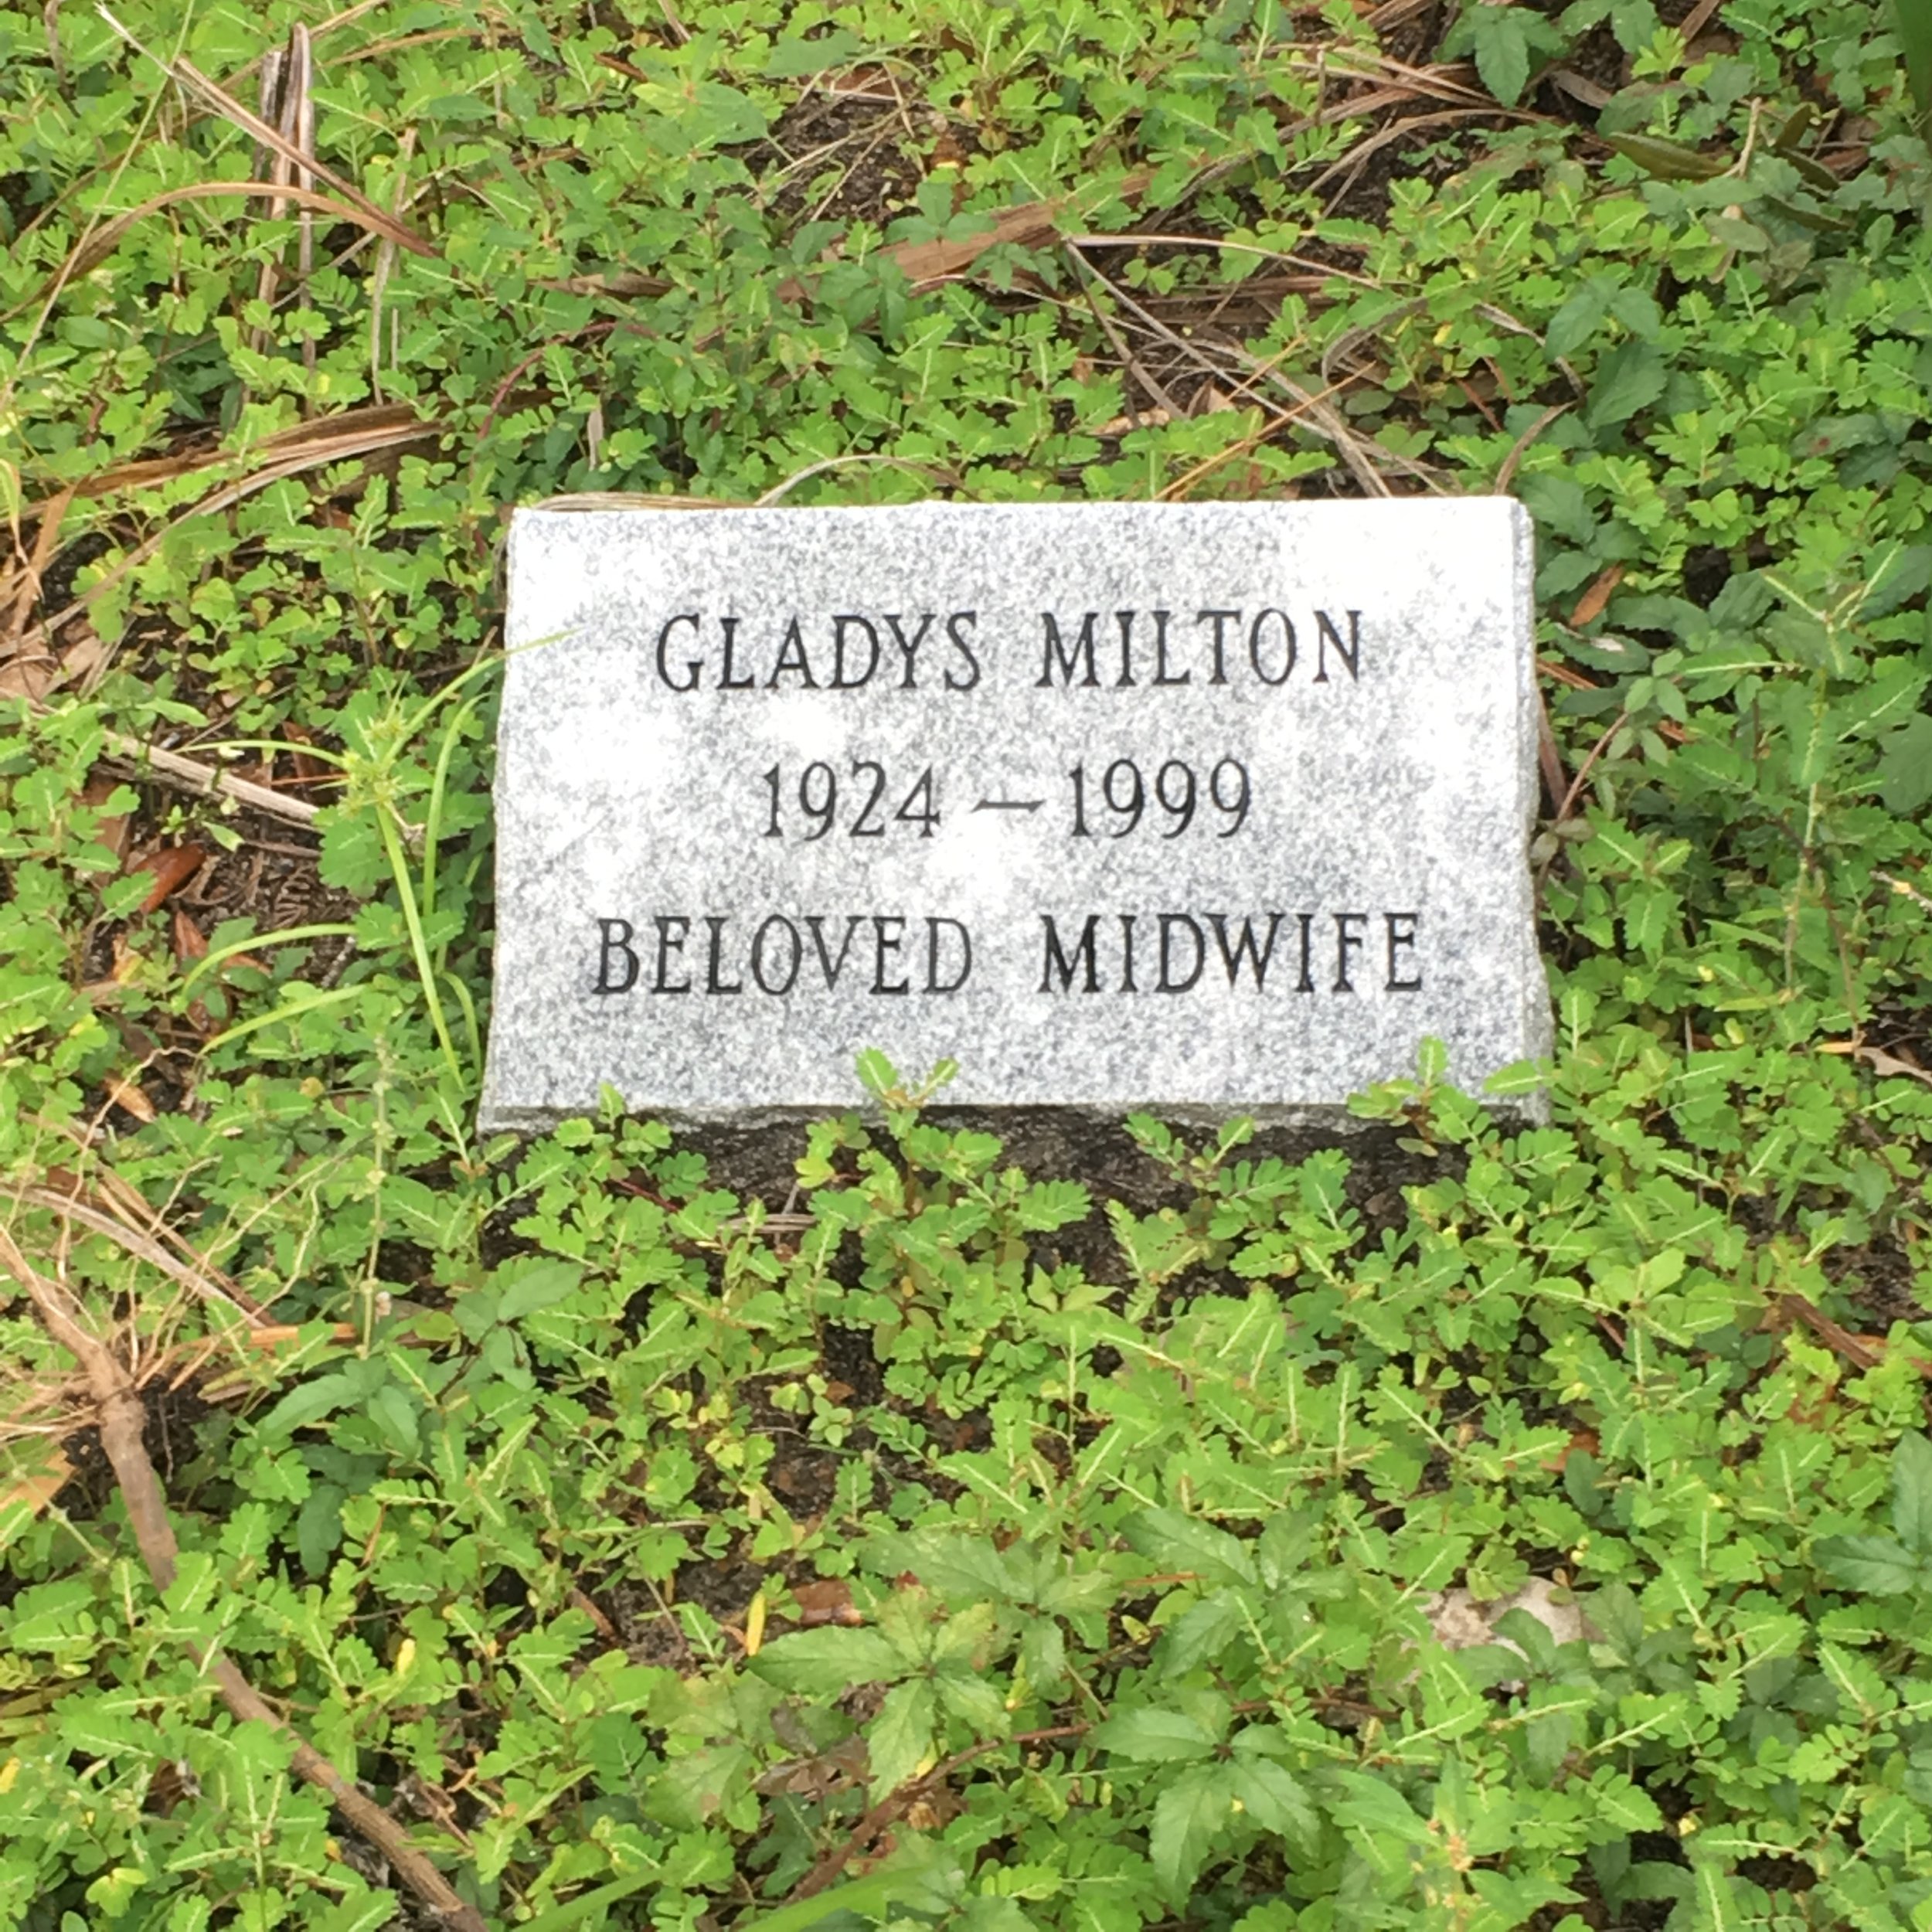 GLADYS MILTON
1924 — 1999
BELOVED MIDWIFE